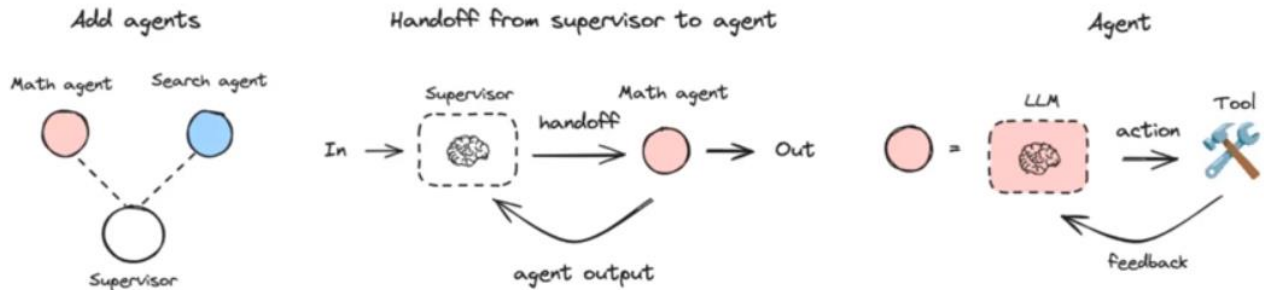 Add agents
Math agent
Search agent
Supervisor
Handoff from supervisor to agent
Supervisor
Math agent
handoff
In
Out
agent output
Agent
LLM
Tool
action
=
feedback